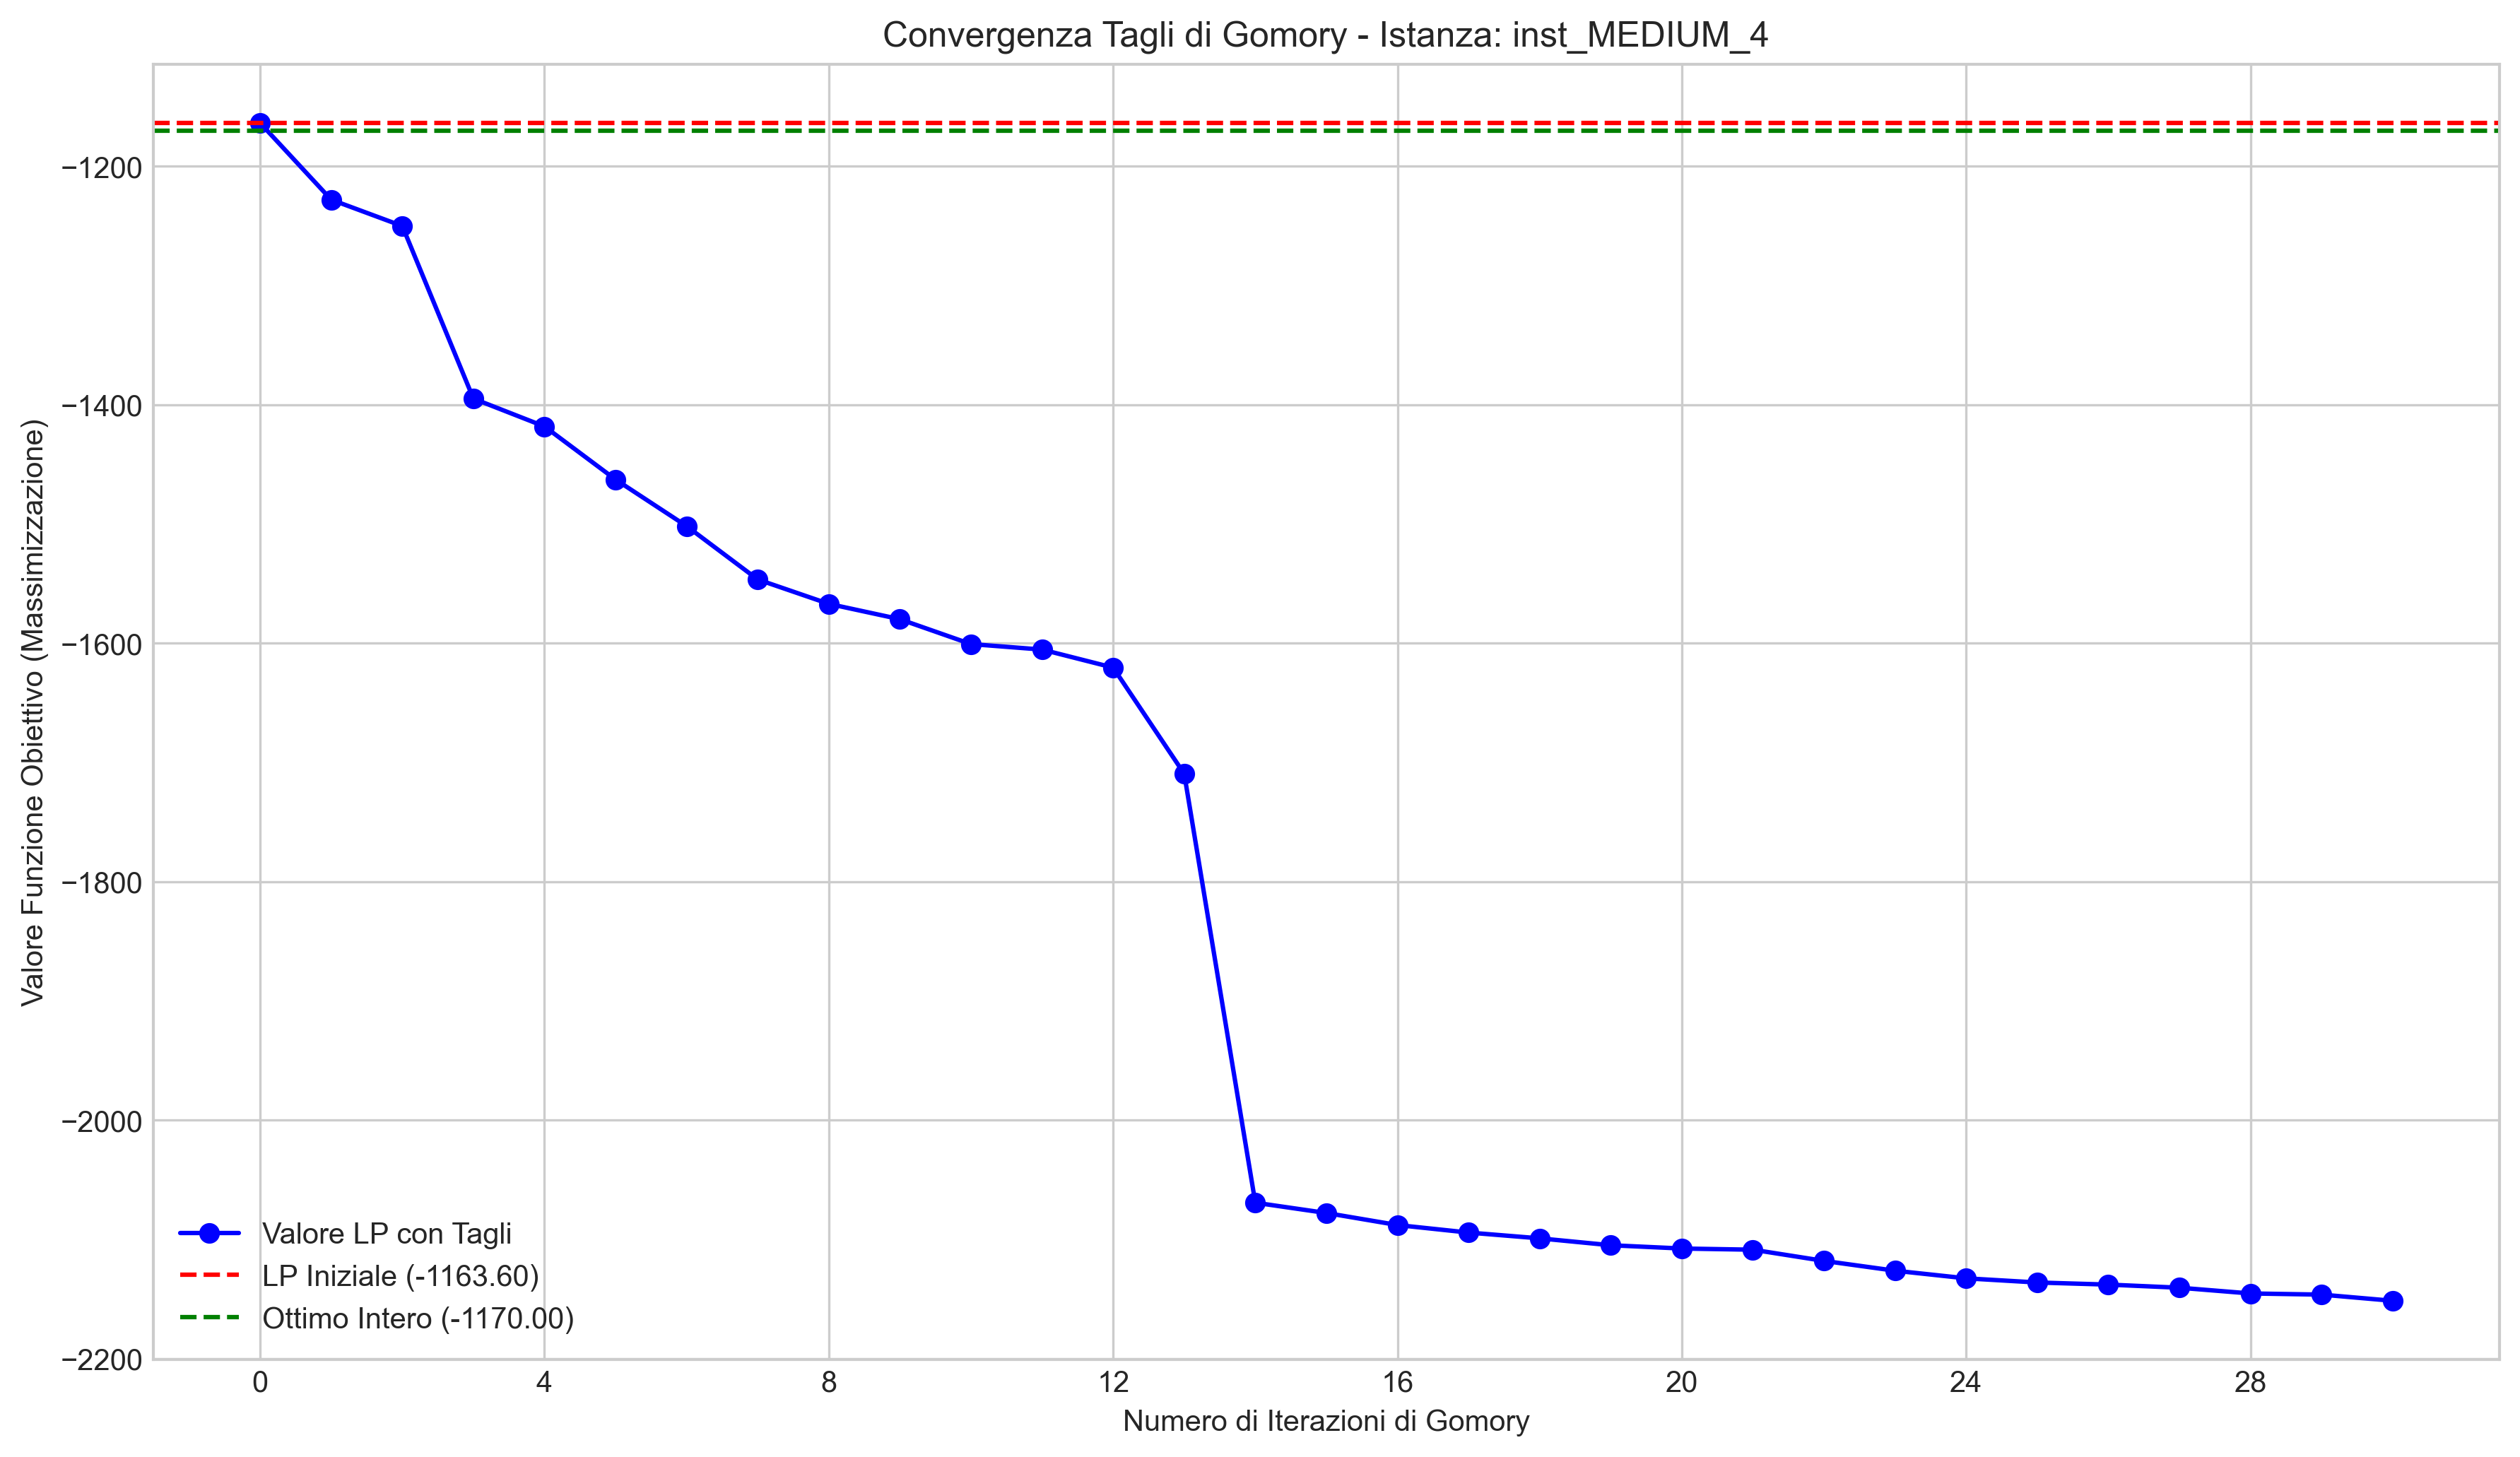 Convergenza Tagli di Gomory - Istanza: inst_MEDIUM_4
Valore Funzione Obiettivo (Massimizzazione)
−1200
−1400
−1600
−1800
−2000
−2200
Valore LP con Tagli
LP Iniziale (-1163.60)
Ottimo Intero (-1170.00)
0 4 8 12 16 20 24 28
Numero di Iterazioni di Gomory